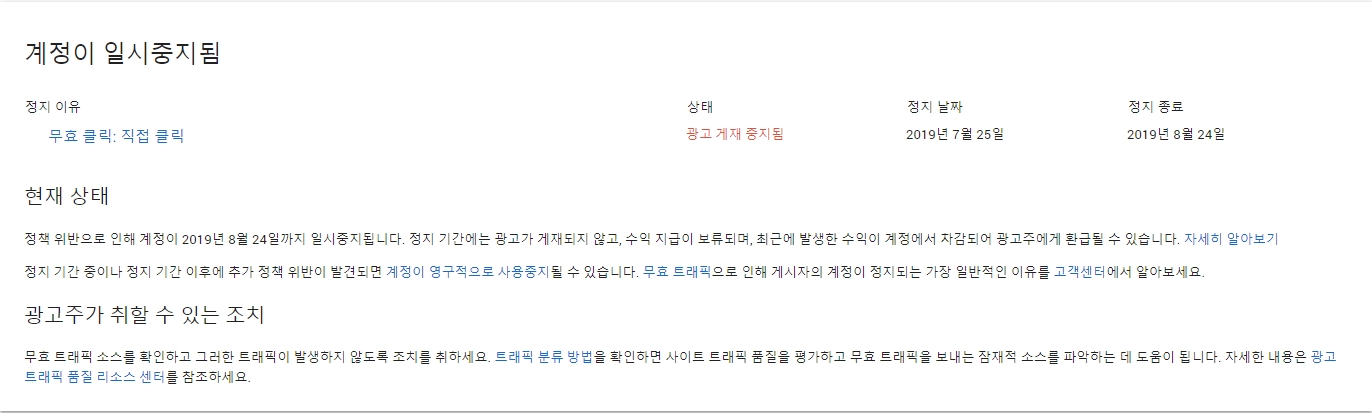 계정이 일시중지됨
정지 이유 상태 정지 날짜 정지 종료
무효 클릭: 직접 클릭 광고 게재 중지됨 2019년 7월 25일 2019년 8월 24일
현재 상태
정책 위반으로 인해 계정이 2019년 8월 24일까지 일시중지됩니다. 정지 기간에는 광고가 게재되지 않고, 수익 지급이 보류되며, 최근에 발생한 수익이 계정에서 차감되어 광고주에게 환급될 수 있습니다. 자세히 알아보기
정지 기간 중이나 정지 기간 이후에 추가 정책 위반이 발견되면 계정이 영구적으로 사용중지될 수 있습니다. 무효 트래픽으로 인해 게시자의 계정이 정지되는 가장 일반적인 이유를 고객센터에서 알아보세요.
광고주가 취할 수 있는 조치
무효 트래픽 소스를 확인하고 그러한 트래픽이 발생하지 않도록 조치를 취하세요. 트래픽 분류 방법을 확인하면 사이트 트래픽 품질을 평가하고 무효 트래픽을 보내는 잠재적 소스를 파악하는 데 도움이 됩니다. 자세한 내용은 광고
트래픽 품질 리소스 센터를 참조하세요.